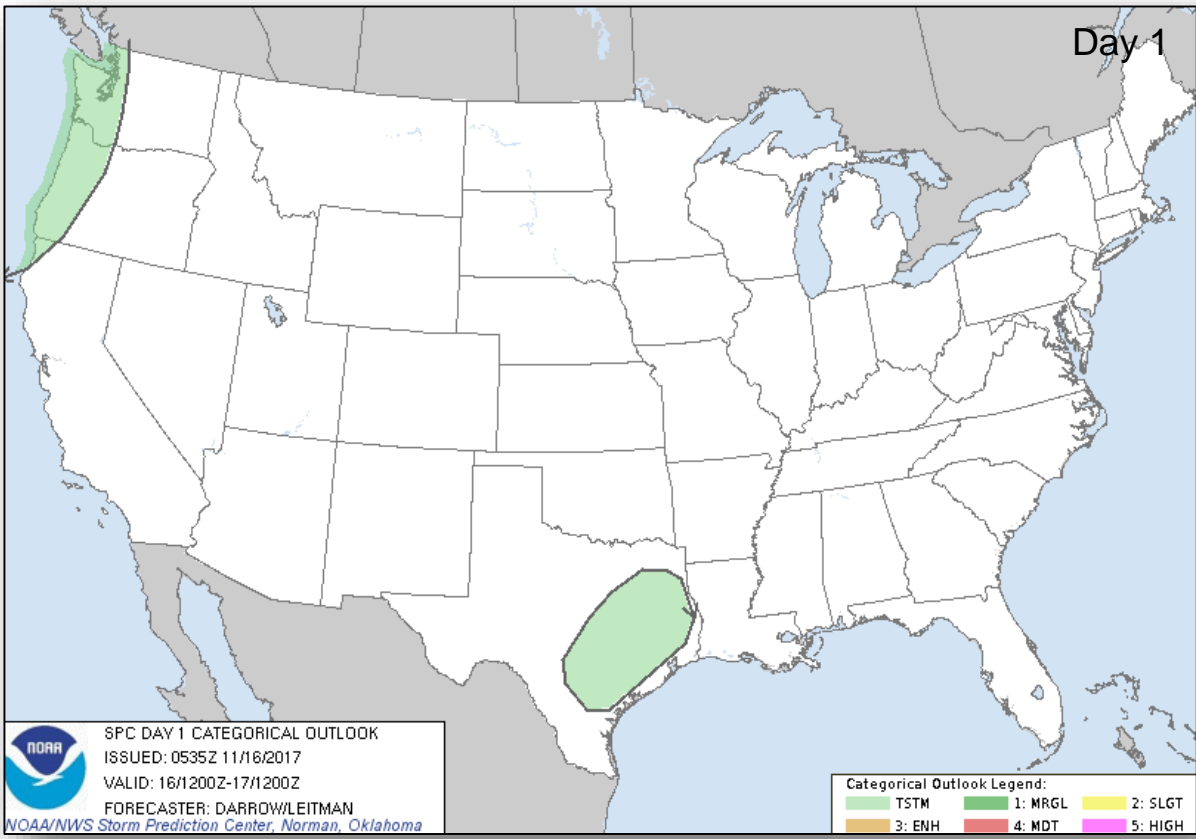 Day 1
NOAA
SPC DAY 1 CATEGORICAL OUTLOOK
ISSUED: 0535Z 11/16/2017
VALID: 16/1200Z-17/1200Z
FORECASTER: DARROW/LEITMAN
NOAA/NWS Storm Prediction Center, Norman, Oklahoma
Categorical Outlook Legend:
TSTM 1: MRGL 2: SLGT
3: ENH 4: MDT 5: HIGH